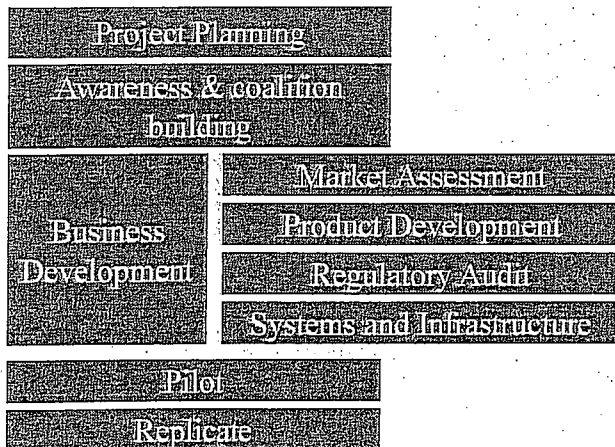 Project Planning
Awareness & coalition
building
Business
Development
Market Assessment
Product Development
Regulatory Audit
Systems and Infrastructure
Pilot
Replicate